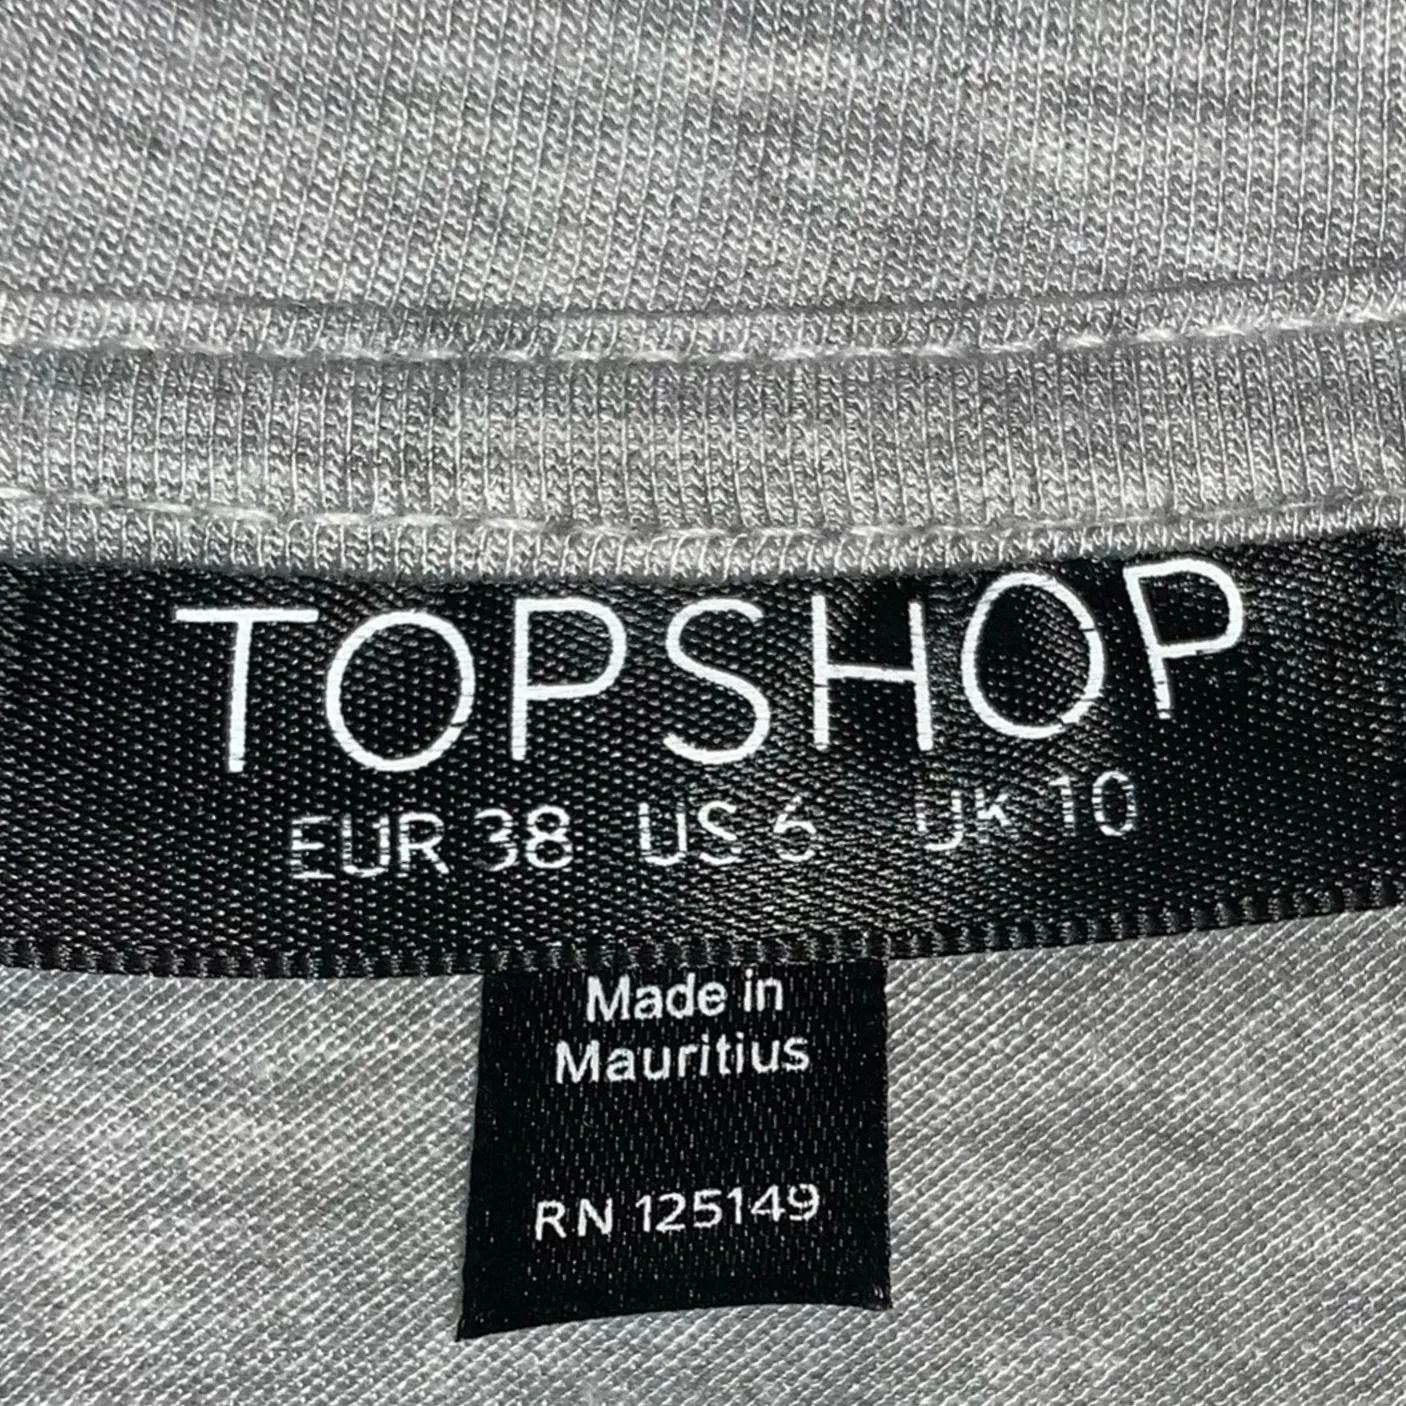 TOPSHOP
EUR 38 US 6 UK 10
Made in
Mauritius
RN 125149